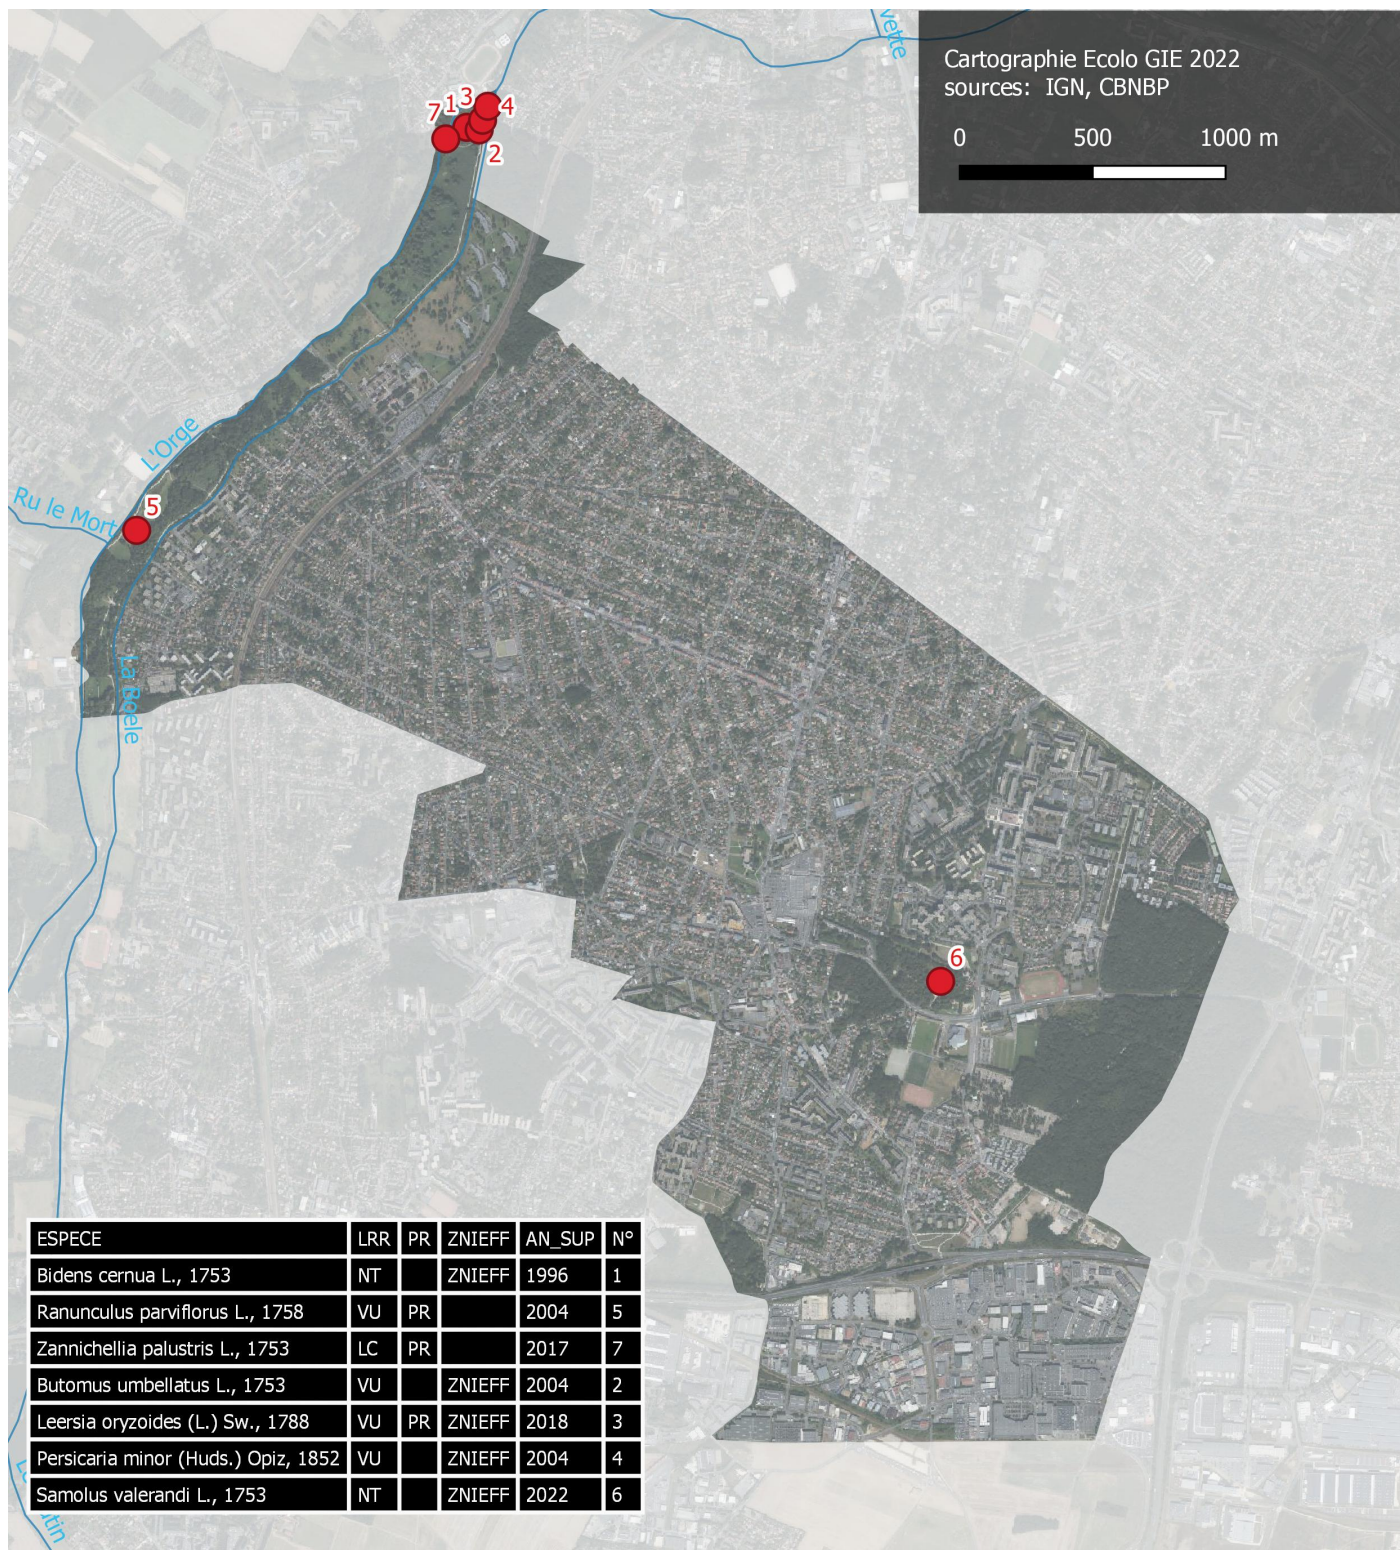 vette
Cartographie Ecolo GIE 2022
sources: IGN, CBNBP
0 500 1000 m
7 1 3 4
2
L'Orge
Ru le Mort
5
La Boele
6
ESPECE LRR PR ZNIEFF AN_SUP N°
Bidens cernua L., 1753 NT ZNIEFF 1996 1
Ranunculus parviflorus L., 1758 VU PR 2004 5
Zannichellia palustris L., 1753 LC PR 2017 7
Butomus umbellatus L., 1753 VU ZNIEFF 2004 2
Leersia oryzoides (L.) Sw., 1788 VU PR ZNIEFF 2018 3
Persicaria minor (Huds.) Opiz, 1852 VU ZNIEFF 2004 4
Samolus valerandi L., 1753 NT ZNIEFF 2022 6